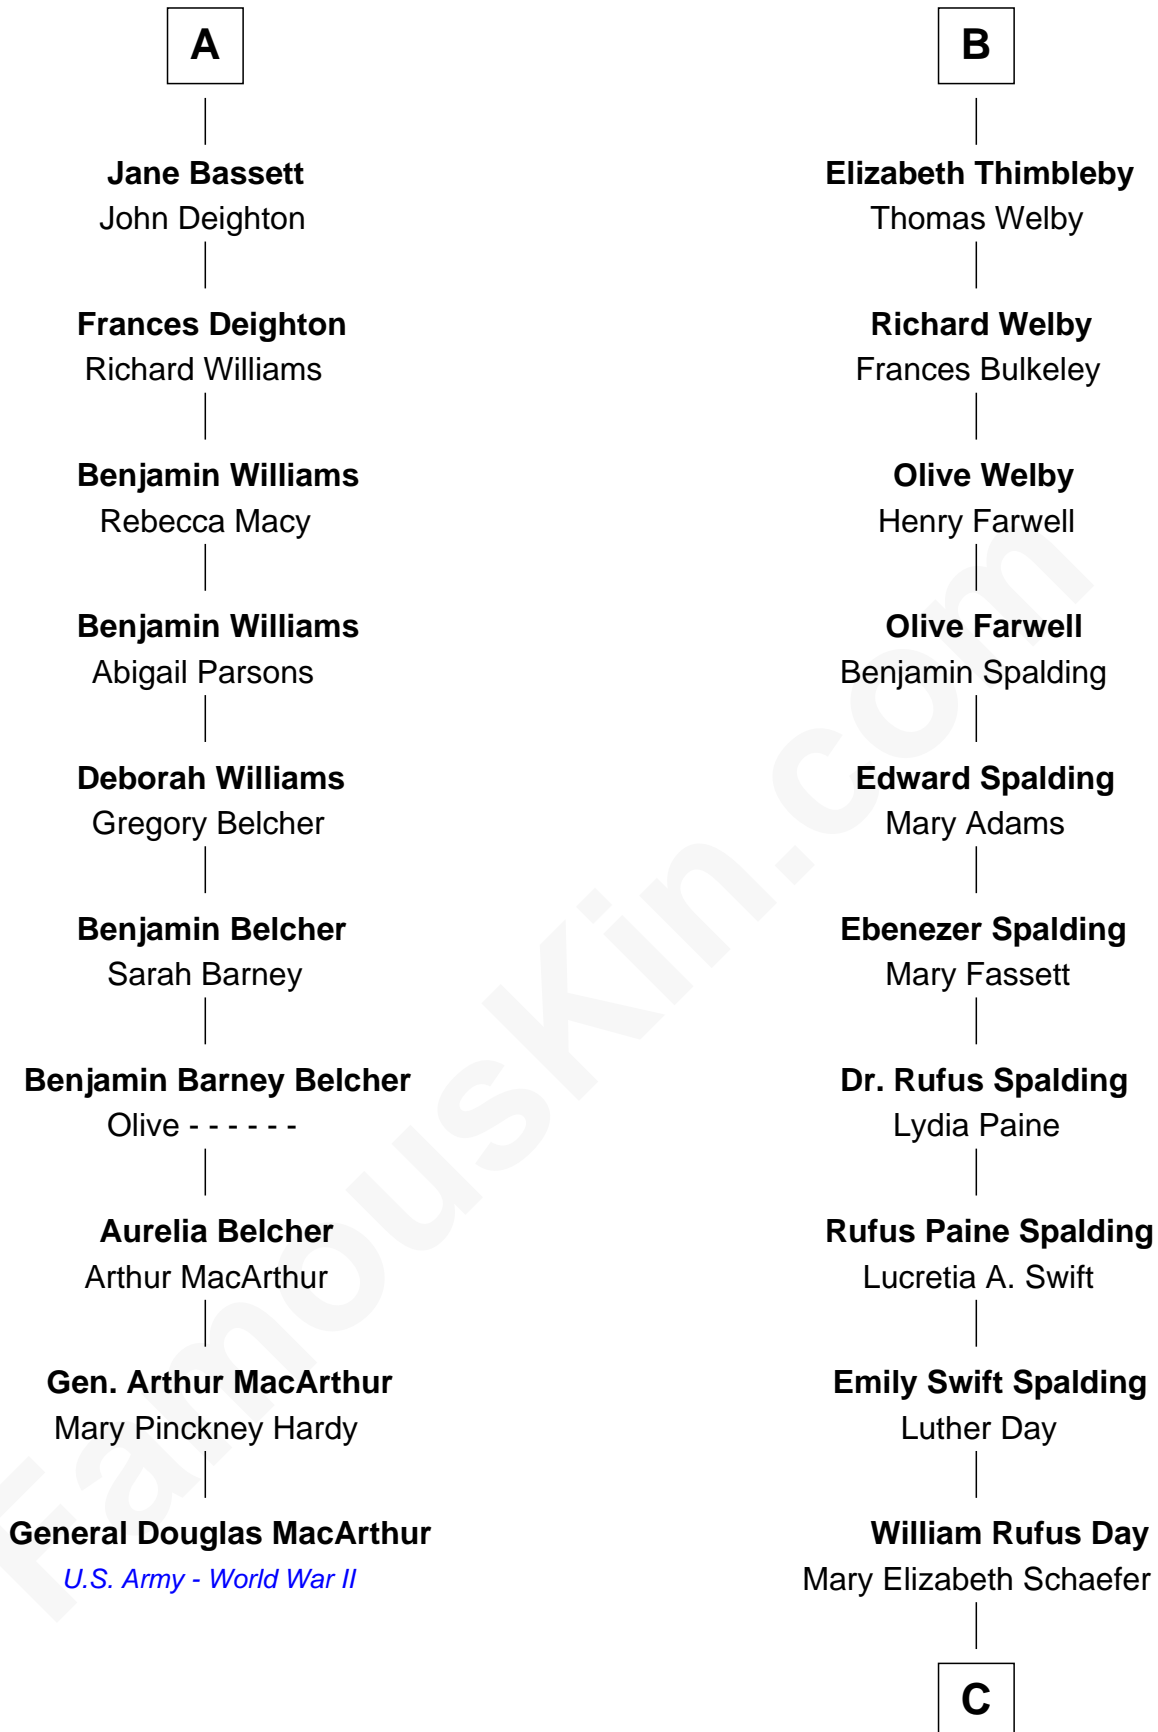 A
Jane Bassett
John Deighton
Frances Deighton
Richard Williams
Benjamin Williams
Rebecca Macy
Benjamin Williams
Abigail Parsons
Deborah Williams
Gregory Belcher
Benjamin Belcher
Sarah Barney
Benjamin Barney Belcher
Olive - - - - - -
Aurelia Belcher
Arthur MacArthur
Gen. Arthur MacArthur
Mary Pinckney Hardy
General Douglas MacArthur
U.S. Army - World War II
B
Elizabeth Thimbleby
Thomas Welby
Richard Welby
Frances Bulkeley
Olive Welby
Henry Farwell
Olive Farwell
Benjamin Spalding
Edward Spalding
Mary Adams
Ebenezer Spalding
Mary Fassett
Dr. Rufus Spalding
Lydia Paine
Rufus Paine Spalding
Lucretia A. Swift
Emily Swift Spalding
Luther Day
William Rufus Day
Mary Elizabeth Schaefer
C
FamousKin.com